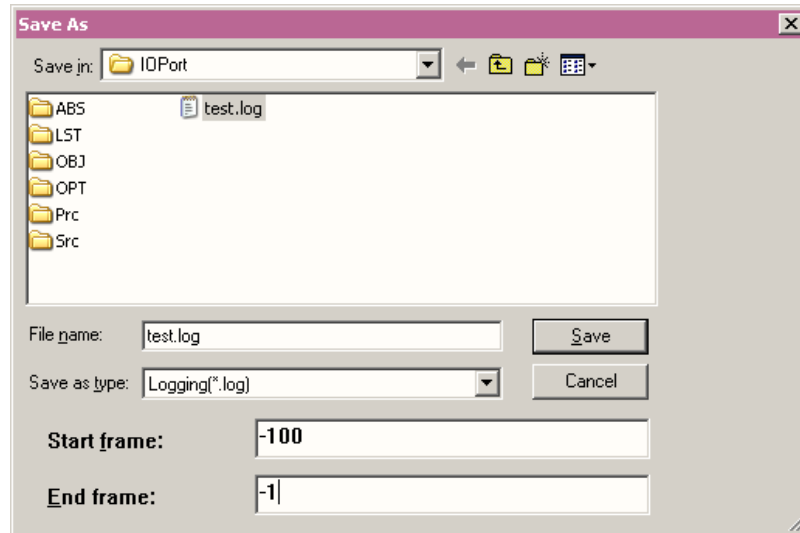 Save As
Save in: IOPort
ABS test.log
LST
OBJ
OPT
Prc
Src
File name: test.log Save
Save as type: Logging(*.log) Cancel
Start frame: -100
End frame: -1